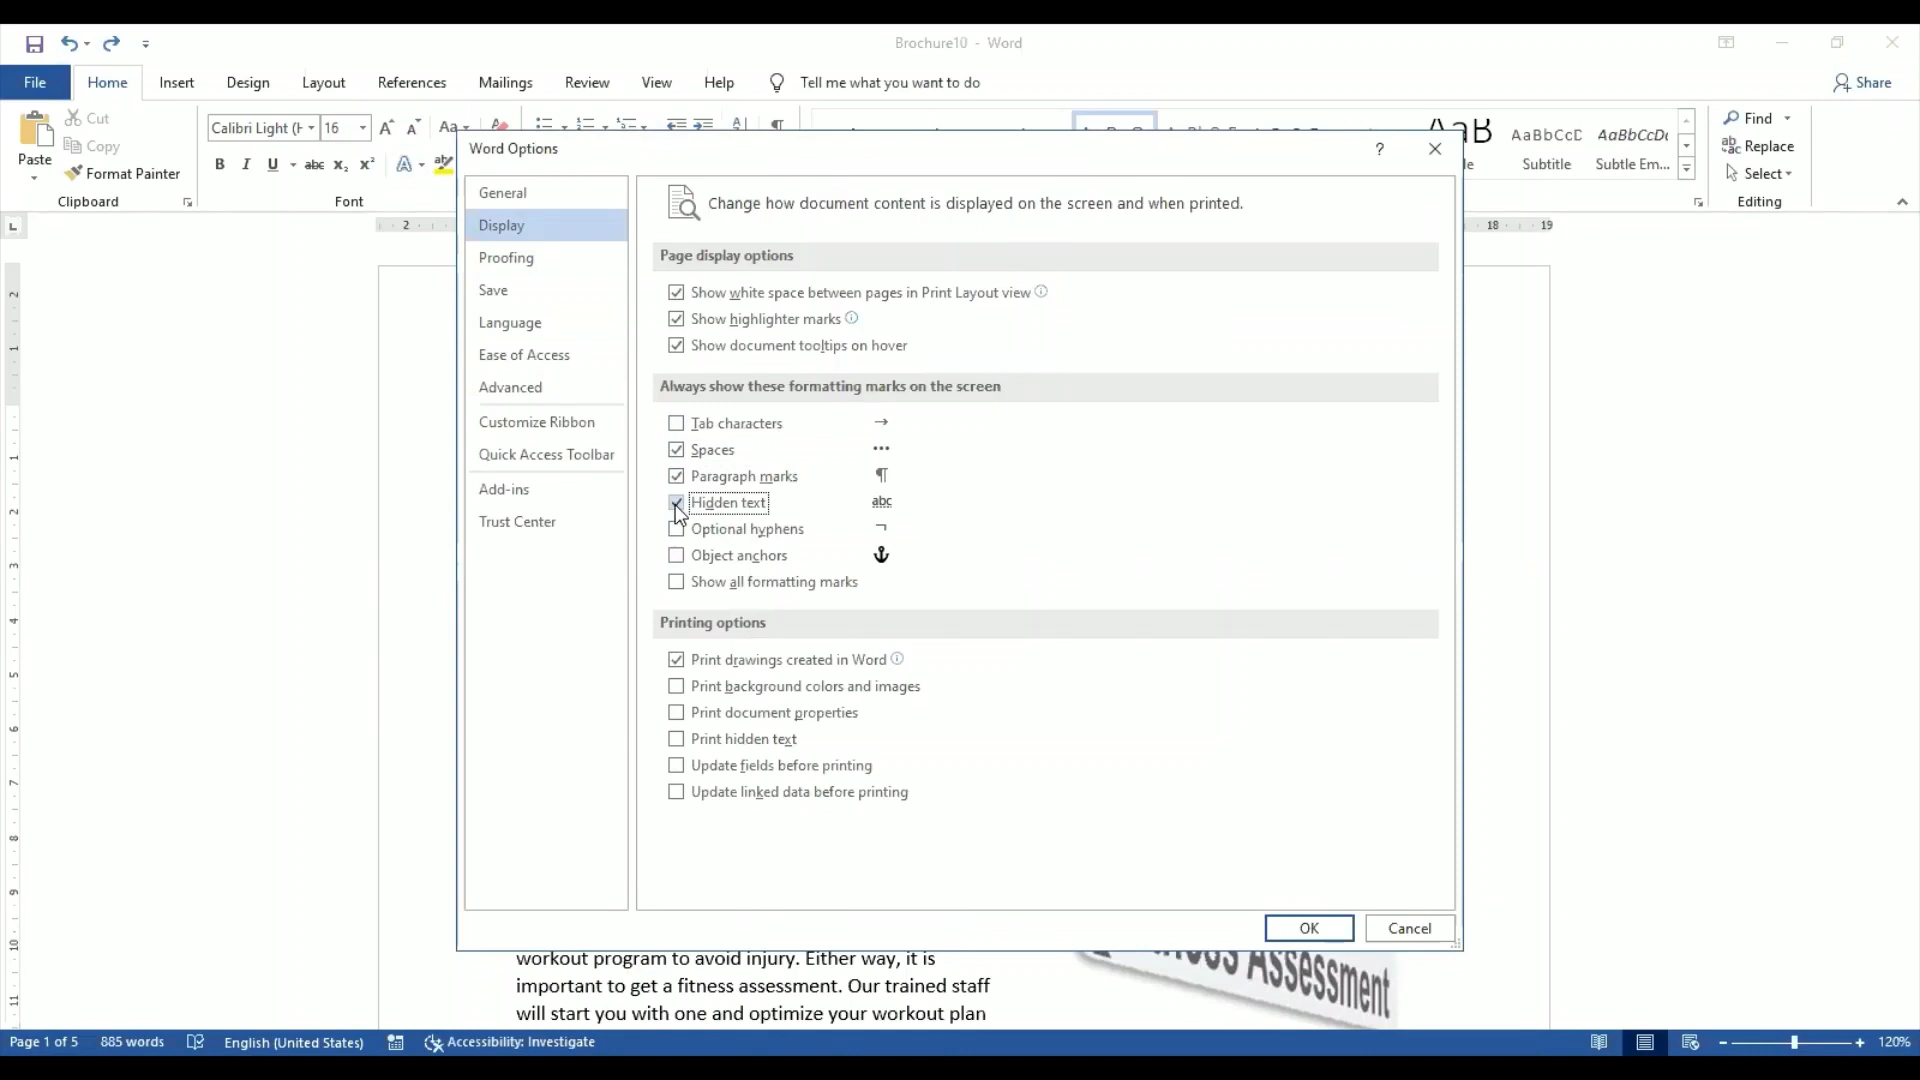 Brochure10 - Word
File Home Insert Design Layout References Mailings Review View Help Tell me what you want to do Share
Paste
Cut
Copy
Format Painter
Clipboard
Calibri Light (H 16
Font
Subtitle
Subtle Em...
Find
Replace
Select
Editing
Word Options
General
Display
Proofing
Save
Language
Ease of Access
Advanced
Customize Ribbon
Quick Access Toolbar
Add-ins
Trust Center
Change how document content is displayed on the screen and when printed.
Page display options
Show white space between pages in Print Layout view
Show highlighter marks
Show document tooltips on hover
Always show these formatting marks on the screen
Tab characters →
Spaces •••
Paragraph marks ¶
Hidden text abc
Optional hyphens ¬
Object anchors
Show all formatting marks
Printing options
Print drawings created in Word
Print background colors and images
Print document properties
Print hidden text
Update fields before printing
Update linked data before printing
OK Cancel
workout program to avoid injury. Either way, it is
important to get a fitness assessment. Our trained staff
will start you with one and optimize your workout plan
Assessment
Page 1 of 5 885 words English (United States) Accessibility: Investigate 120%